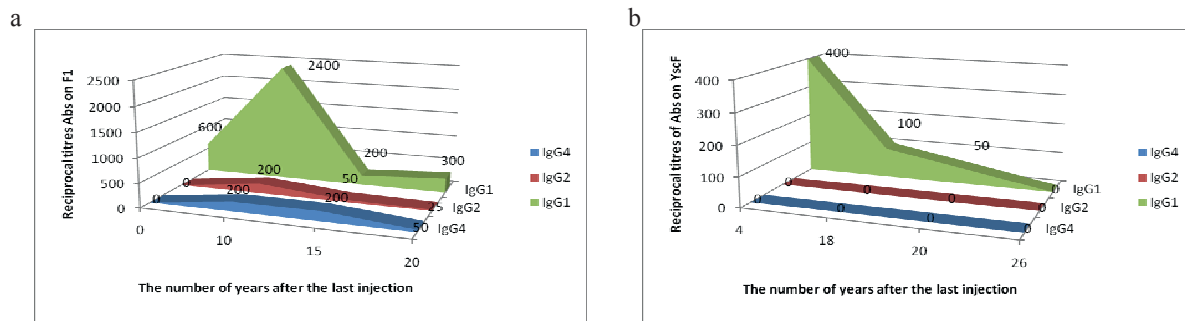 a
Reciprocal titres Abs on F1
2500
2000
1500
1000
500
0
600
2400
200
300
0
200
50
25
0
200
200
50
IgG1
IgG2
IgG4
0
10
15
20
The number of years after the last injection
IgG4
IgG2
IgG1
b
Reciprocal titres of Abs on YscF
400
300
200
100
0
400
100
50
0
0
0
0
0
0
0
0
0
IgG1
IgG2
IgG4
4
18
20
26
The number of years after the last injection
IgG4
IgG2
IgG1